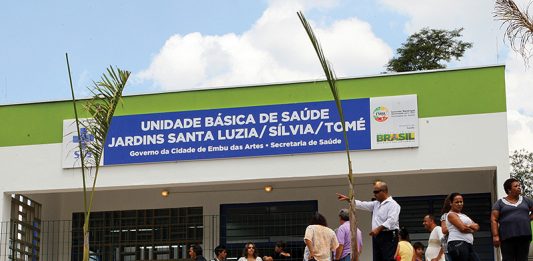 UNIDADE BÁSICA DE SAÚDE
JARDINS SANTA LUZIA/SÍLVIA/TOMÉ
Governo da Cidade de Embu das Artes • Secretaria de Saúde
BRASIL